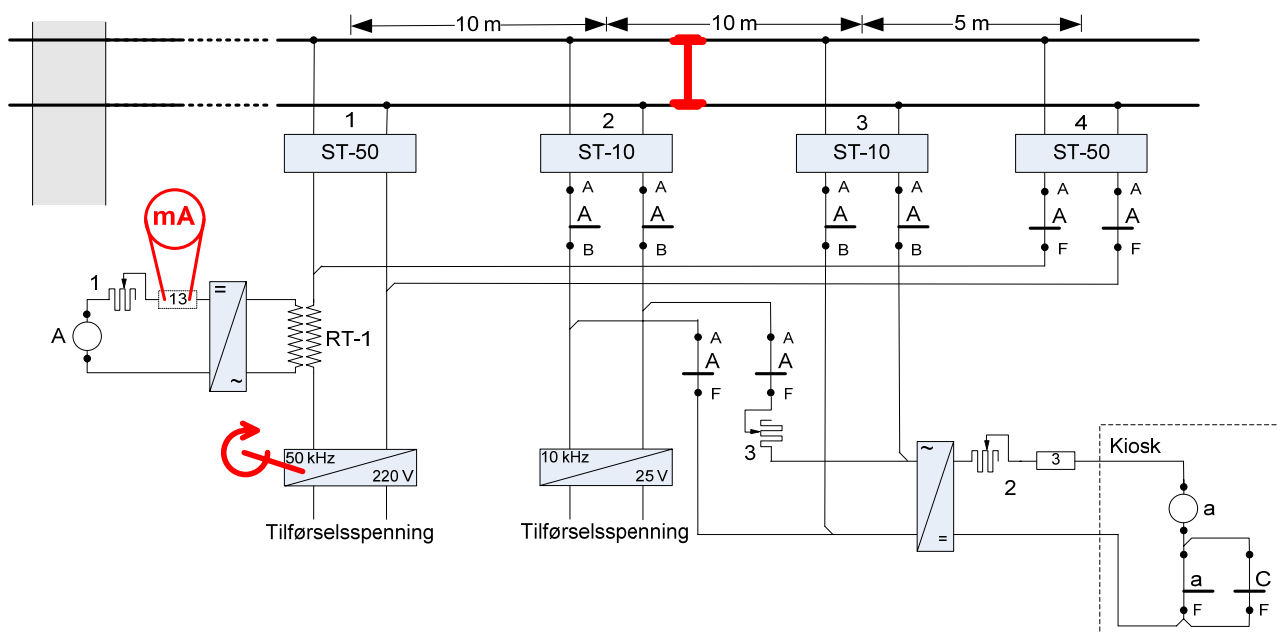 10 m 10 m 5 m
1 2 3 4
ST-50 ST-10 ST-10 ST-50
A A A A A A
A A A A A A
B B B B F F
mA
1 13 =
A ~ RT-1
A A
A A
F F
3
50 kHz 220 V
10 kHz 25 V
Tilførselsspenning Tilførselsspenning
~ =
2 3
Kiosk
a
a C
F F